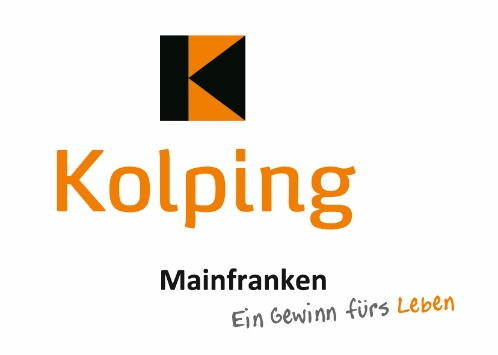 Kolping
Mainfranken
Ein Gewinn fürs Leben